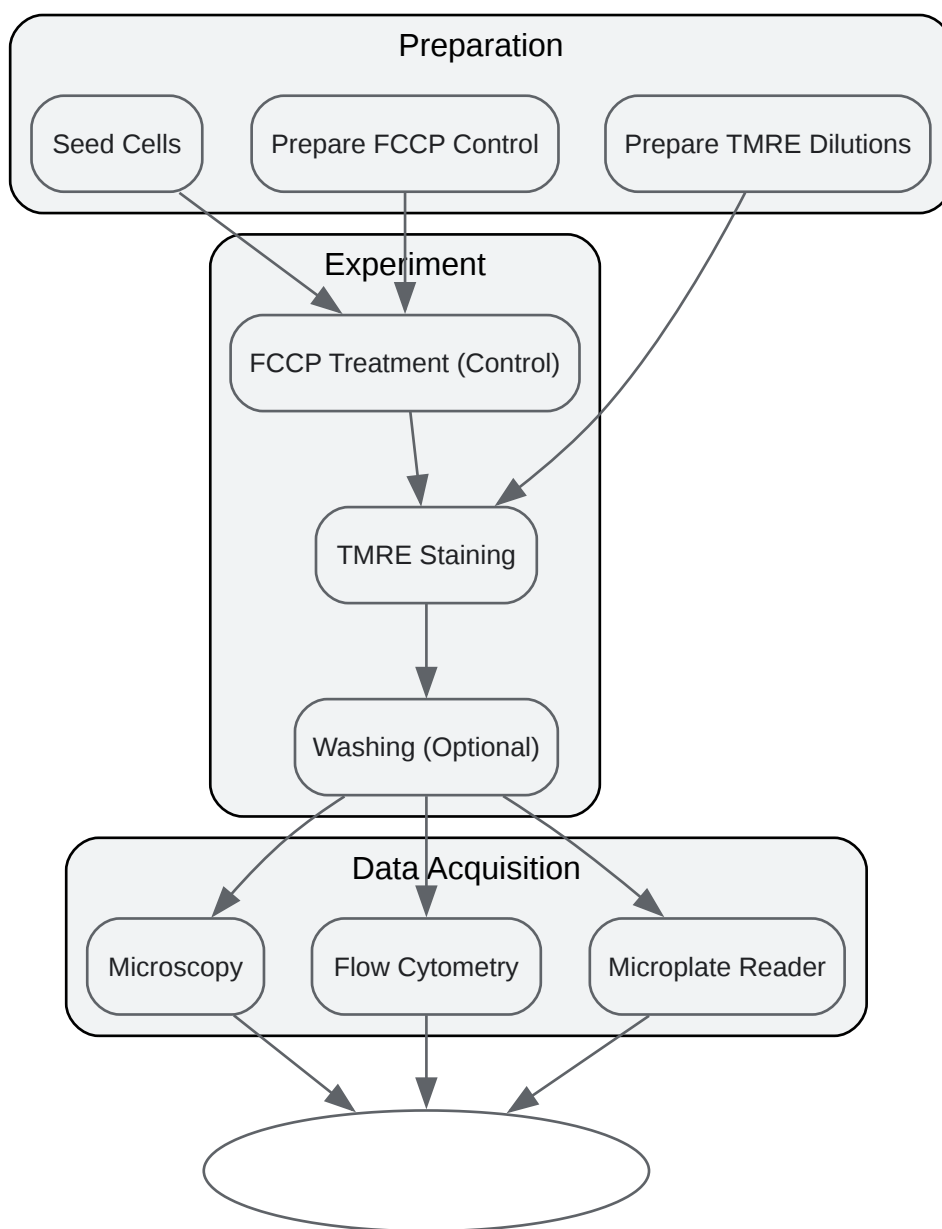 Preparation
Seed Cells
Prepare FCCP Control
Prepare TMRE Dilutions
Experiment
FCCP Treatment (Control)
TMRE Staining
Washing (Optional)
Data Acquisition
Microscopy
Flow Cytometry
Microplate Reader